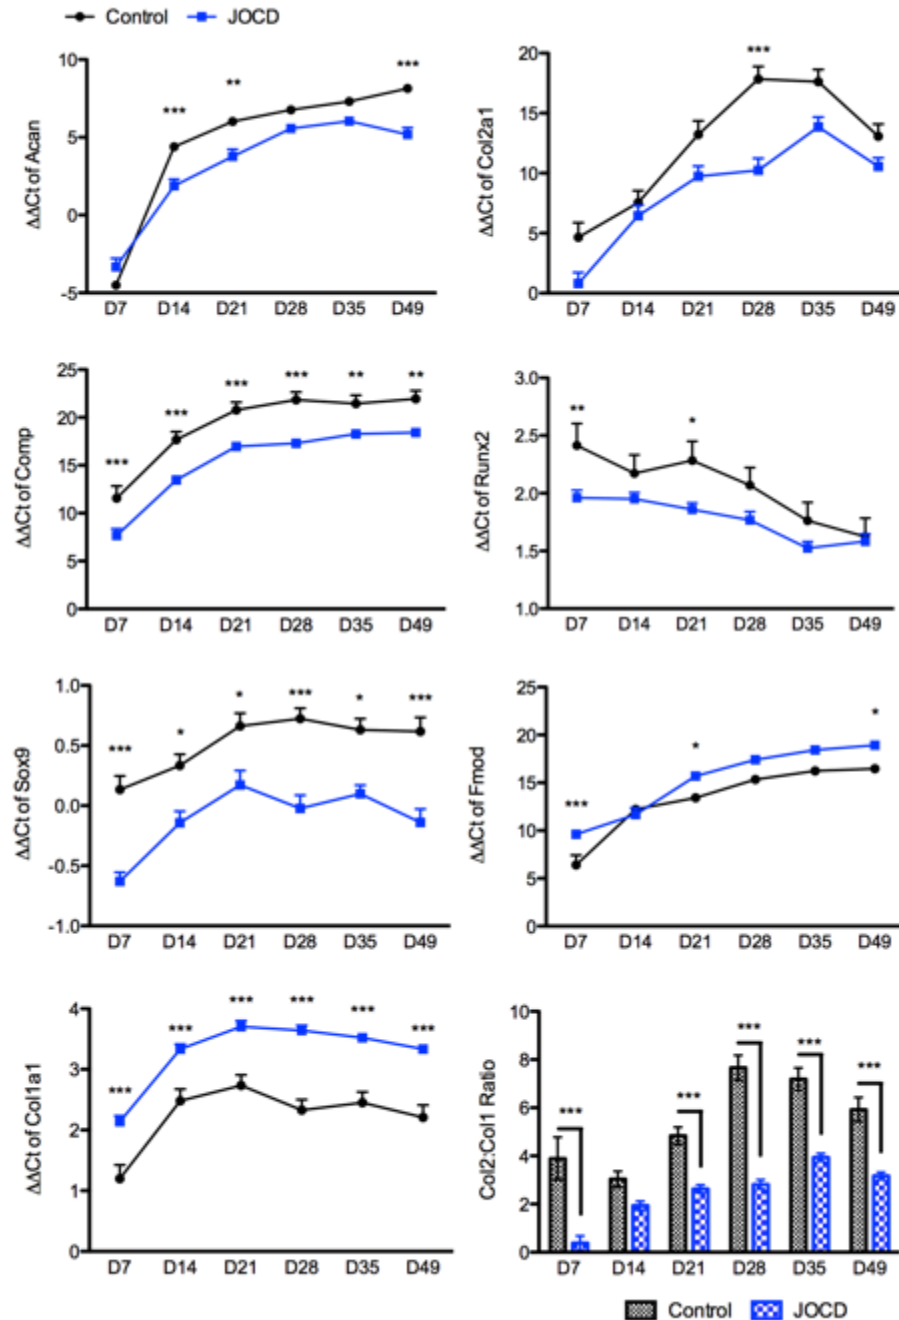 Control JOCD
ΔΔCt of Acan
10
5
0
-5
*** ** ***
D7 D14 D21 D28 D35 D49
ΔΔCt of Col2a1
20
15
10
5
0
***
D7 D14 D21 D28 D35 D49
ΔΔCt of Comp
25
20
15
10
5
0
*** *** *** *** ** **
D7 D14 D21 D28 D35 D49
ΔΔCt of Runx2
3.0
2.5
2.0
1.5
1.0
** *
D7 D14 D21 D28 D35 D49
ΔΔCt of Sox9
1.0
0.5
0.0
-0.5
-1.0
*** * * *** * ***
D7 D14 D21 D28 D35 D49
ΔΔCt of Fmod
25
20
15
10
5
0
*** * *
D7 D14 D21 D28 D35 D49
ΔΔCt of Col1a1
4
3
2
1
0
*** *** *** *** *** ***
D7 D14 D21 D28 D35 D49
Col2:Col1 Ratio
10
8
6
4
2
0
*** *** *** *** ***
D7 D14 D21 D28 D35 D49
Control JOCD